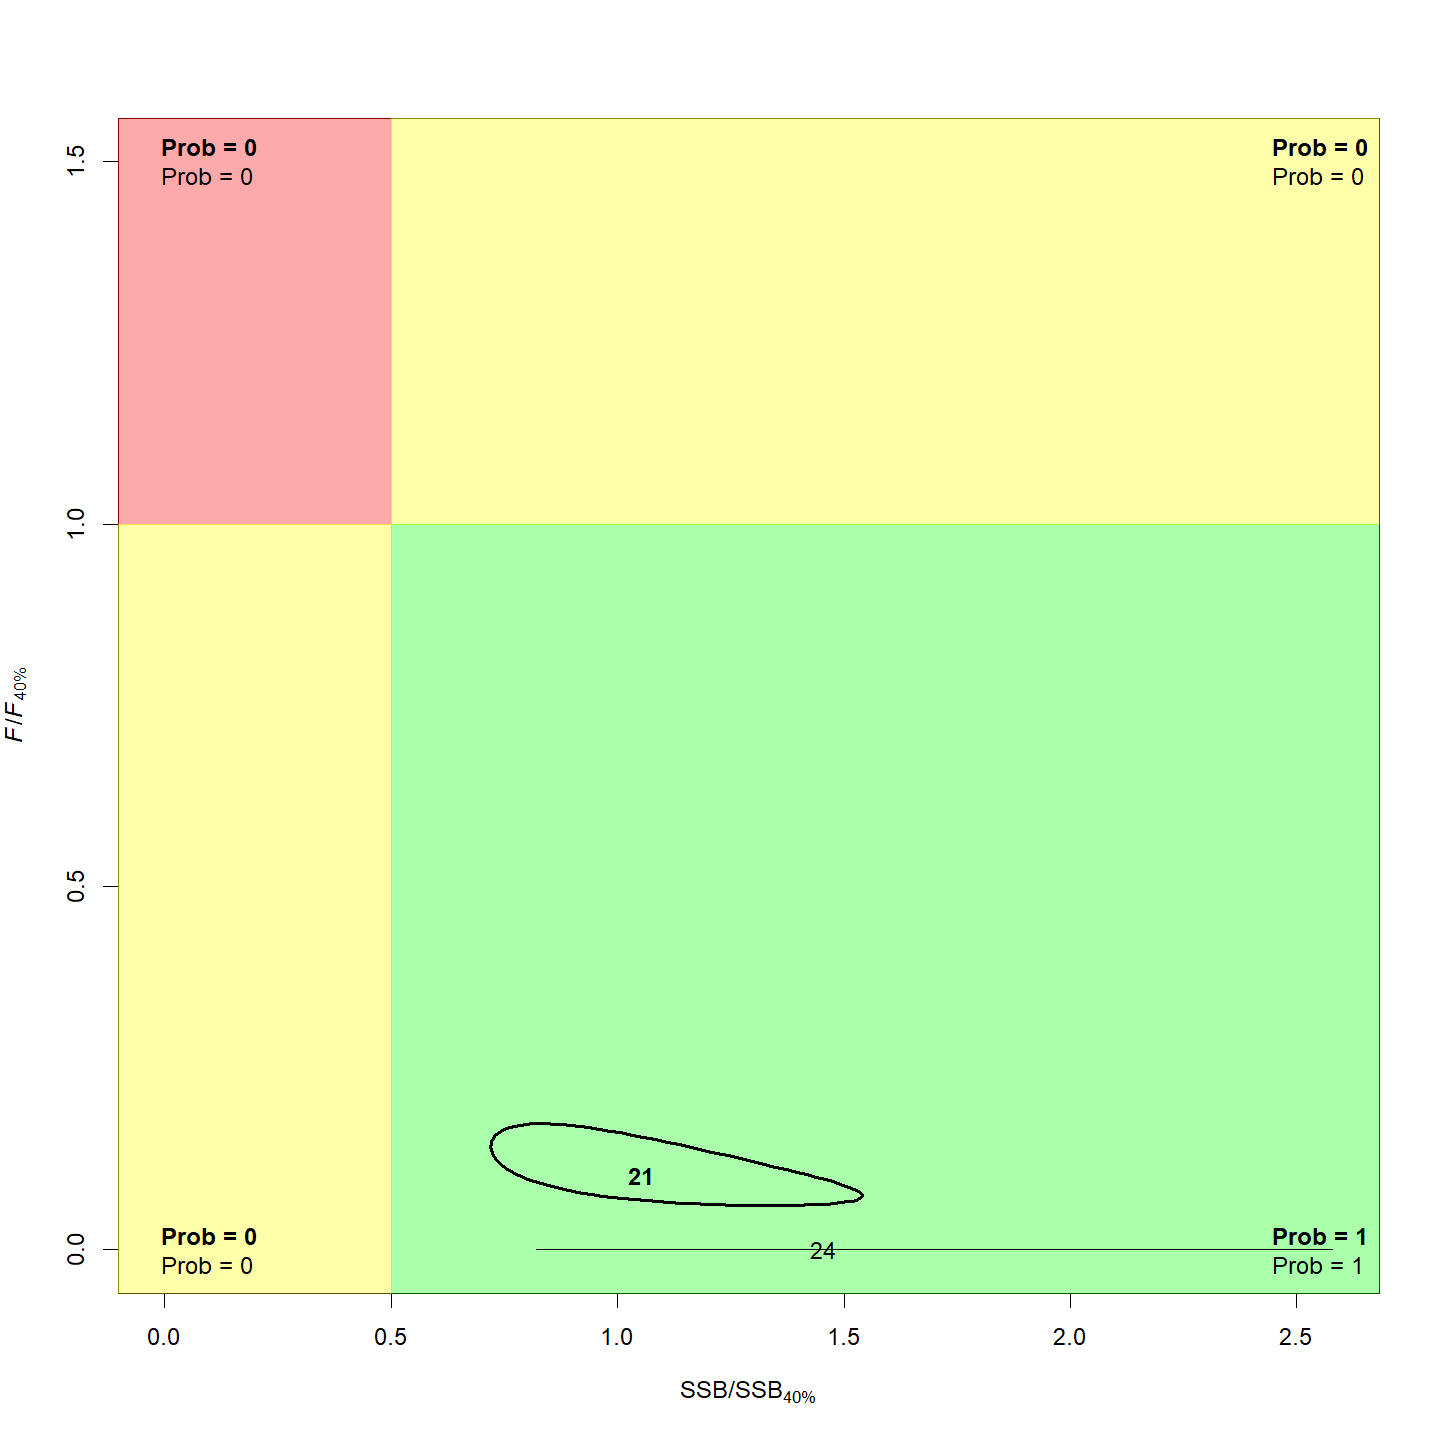 Prob = 0
Prob = 0
Prob = 0
Prob = 0
1.5
1.0
0.5
0.0
F/F40%
21
24
Prob = 0
Prob = 0
Prob = 1
Prob = 1
0.0 0.5 1.0 1.5 2.0 2.5
SSB/SSB40%